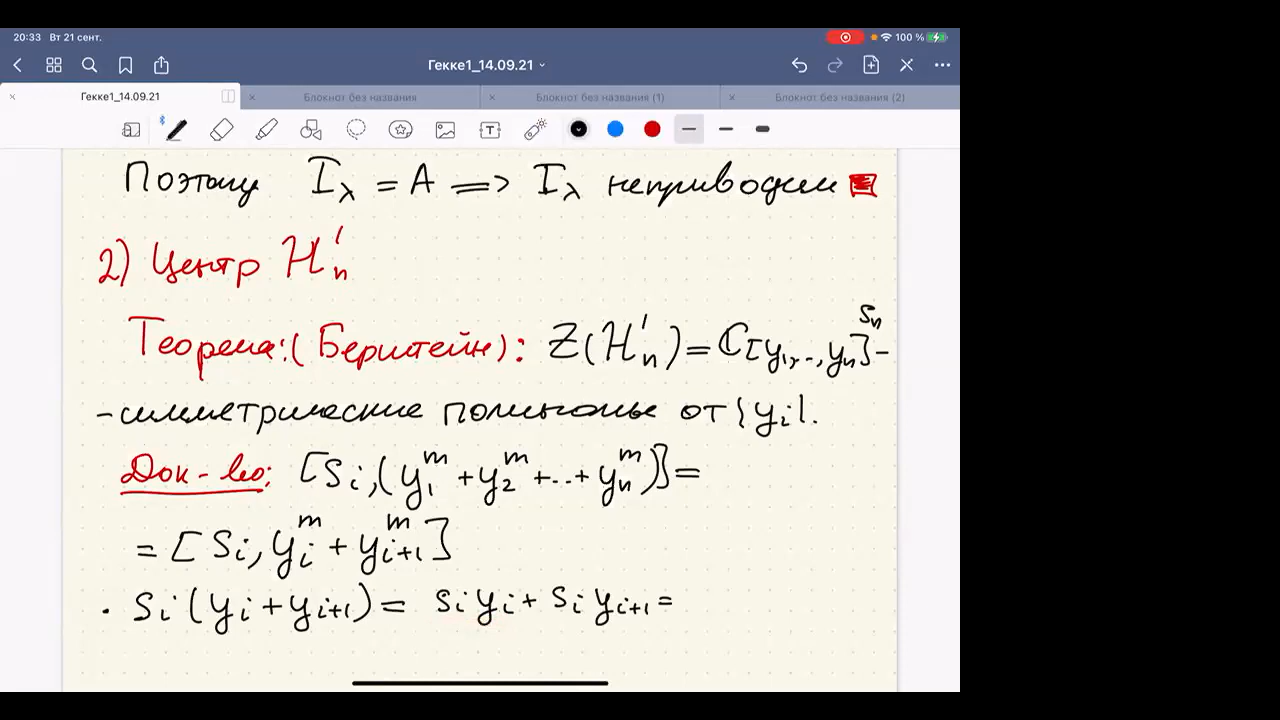 20:33 Вт 21 сент. 100 %
Гекке1_14.09.21
Гекке1_14.09.21 Блокнот без названия Блокнот без названия (1) Блокнот без названия (2)
Поэтому I_λ = A ⟹ I_λ неприводим
2) Центр H'_n
Теорема: (Бернштейн): Z(H'_n) = ℂ[y_1,..,y_n]^{S_n} –
– симметрические полиномы от {y_i}.
Док-во: [S_i, (y_1^m + y_2^m + .. + y_n^m)] =
= [S_i, y_i^m + y_{i+1}^m]
• S_i (y_i + y_{i+1}) = S_i y_i + S_i y_{i+1} =